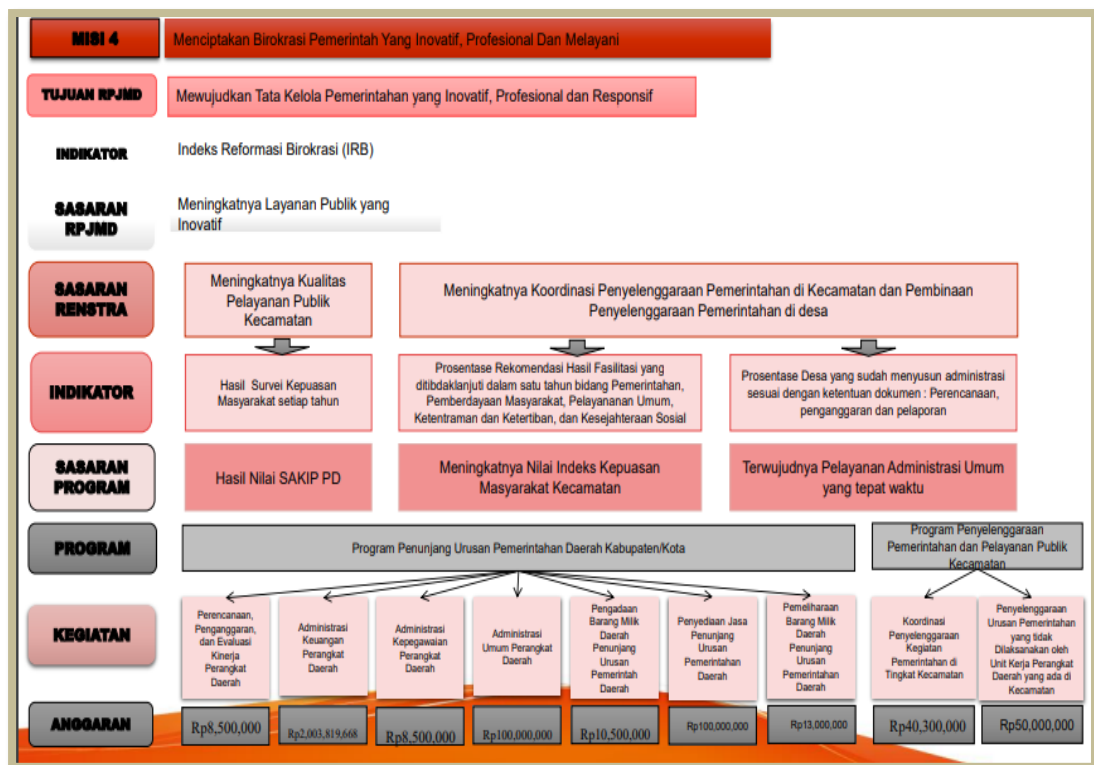 MISI 4
Menciptakan Birokrasi Pemerintah Yang Inovatif, Profesional Dan Melayani
TUJUAN RPJMD
Mewujudkan Tata Kelola Pemerintahan yang Inovatif, Profesional dan Responsif
INDIKATOR
Indeks Reformasi Birokrasi (IRB)
SASARAN
RPJMD
Meningkatnya Layanan Publik yang
Inovatif
SASARAN
RENSTRA
Meningkatnya Kualitas
Pelayanan Publik
Kecamatan
Meningkatnya Koordinasi Penyelenggaraan Pemerintahan di Kecamatan dan Pembinaan
Penyelenggaraan Pemerintahan di desa
INDIKATOR
Hasil Survei Kepuasan
Masyarakat setiap tahun
Prosentase Rekomendasi Hasil Fasilitasi yang
ditibdaklanjuti dalam satu tahun bidang Pemerintahan,
Pemberdayaan Masyarakat, Pelayananan Umum,
Ketentraman dan Ketertiban, dan Kesejahteraan Sosial
Prosentase Desa yang sudah menyusun administrasi
sesuai dengan ketentuan dokumen : Perencanaan,
penganggaran dan pelaporan
SASARAN
PROGRAM
Hasil Nilai SAKIP PD
Meningkatnya Nilai Indeks Kepuasan
Masyarakat Kecamatan
Terwujudnya Pelayanan Administrasi Umum
yang tepat waktu
PROGRAM
Program Penunjang Urusan Pemerintahan Daerah Kabupaten/Kota
Program Penyelenggaraan
Pemerintahan dan Pelayanan Publik
Kecamatan
KEGIATAN
Perencanaan,
Penganggaran,
dan Evaluasi
Kinerja
Perangkat
Daerah
Administrasi
Keuangan
Perangkat
Daerah
Administrasi
Kepegawaian
Perangkat
Daerah
Administrasi
Umum Perangkat
Daerah
Pengadaan
Barang Milik
Daerah
Penunjang
Urusan
Pemerintah
Daerah
Penyediaan Jasa
Penunjang
Urusan
Pemerintahan
Daerah
Pemeliharaan
Barang Milik
Daerah
Penunjang
Urusan
Pemerintahan
Daerah
Koordinasi
Penyelenggaraan
Kegiatan
Pemerintahan di
Tingkat Kecamatan
Penyelenggaraan
Urusan Pemerintahan
yang tidak
Dilaksanakan oleh
Unit Kerja Perangkat
Daerah yang ada di
Kecamatan
ANGGARAN
Rp8,500,000
Rp2,003,819,668
Rp8,500,000
Rp100,000,000
Rp10,500,000
Rp100,000,000
Rp13,000,000
Rp40,300,000
Rp50,000,000